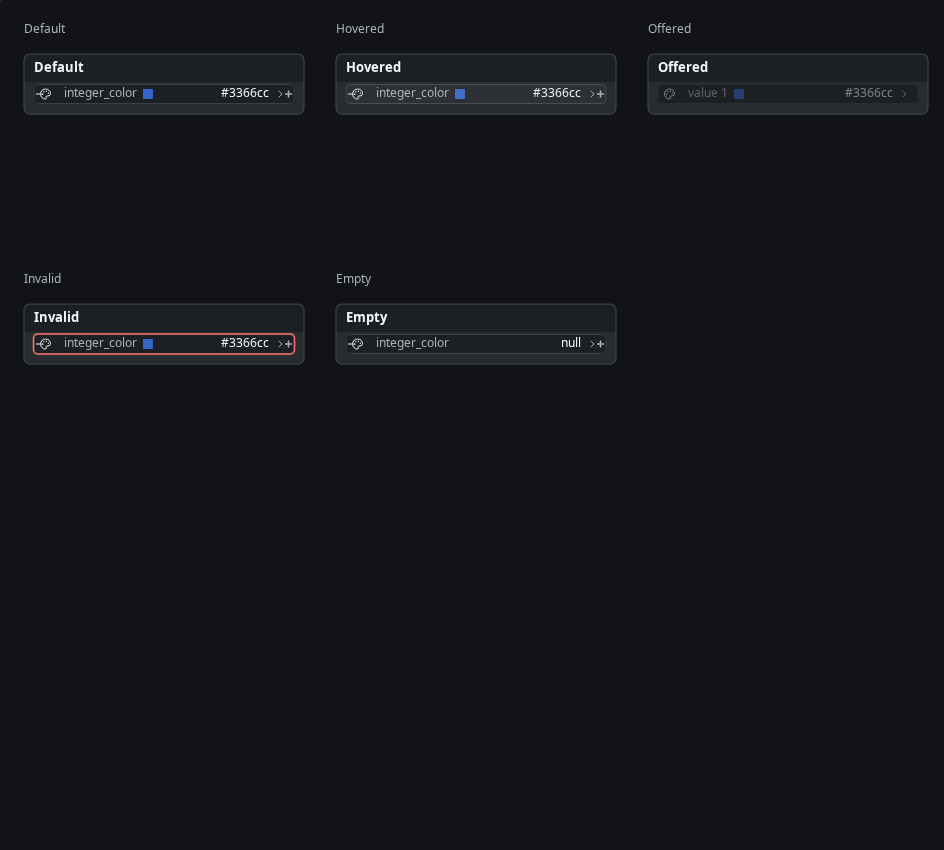 Default
Hovered
Offered
Default
Hovered
Offered
integer_color #3366cc
integer_color #3366cc
value 1 #3366cc
Invalid
Empty
Invalid
Empty
integer_color #3366cc
integer_color null